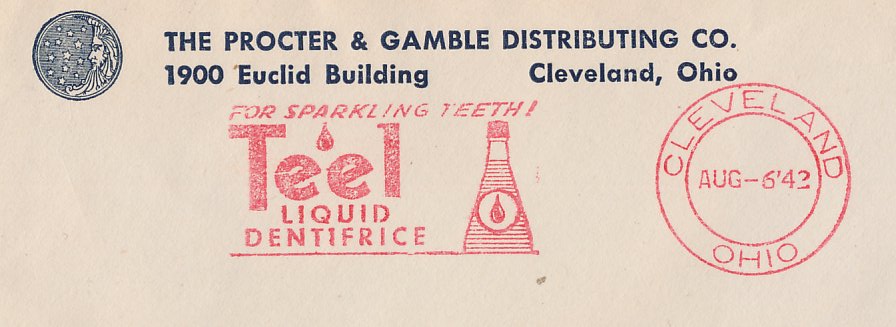 THE PROCTER & GAMBLE DISTRIBUTING CO.
1900 Euclid Building Cleveland, Ohio
FOR SPARKLING TEETH!
Teel
LIQUID
DENTIFRICE
CLEVELAND
AUG-6'42
OHIO